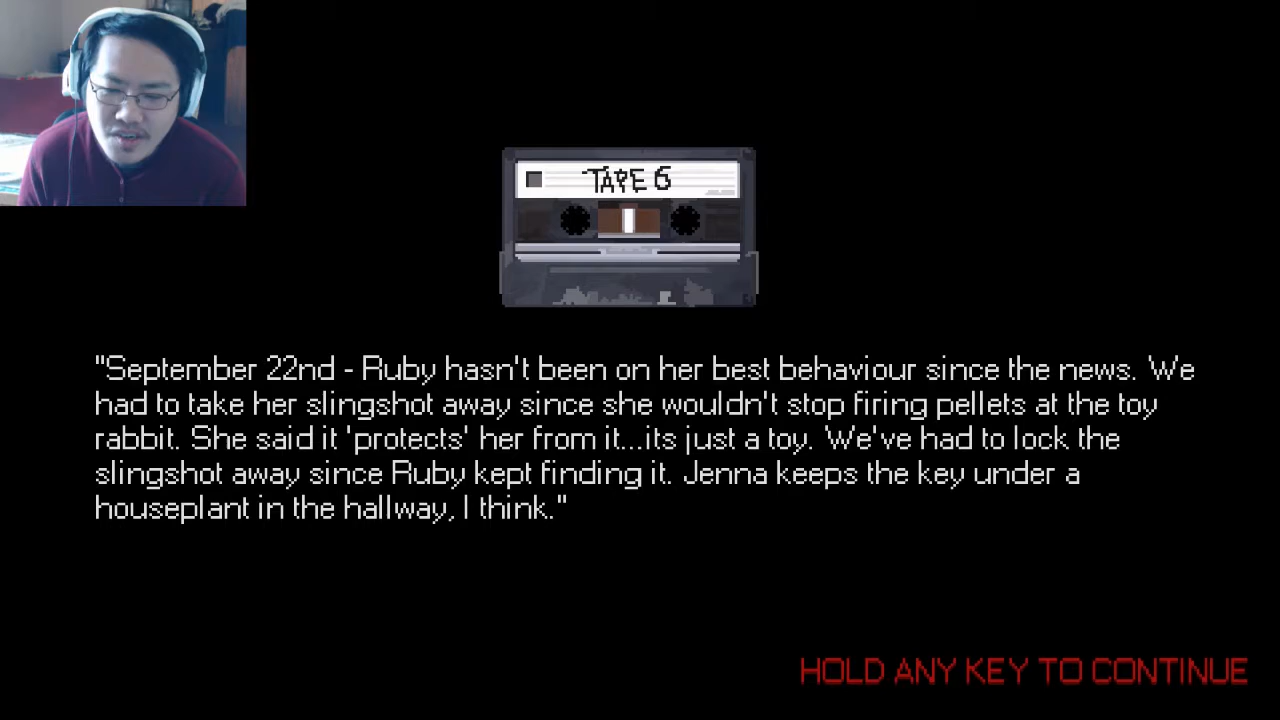 TAPE 6
"September 22nd - Ruby hasn't been on her best behaviour since the news. We
had to take her slingshot away since she wouldn't stop firing pellets at the toy
rabbit. She said it 'protects' her from it...its just a toy. We've had to lock the
slingshot away since Ruby kept finding it. Jenna keeps the key under a
houseplant in the hallway, I think."
HOLD ANY KEY TO CONTINUE